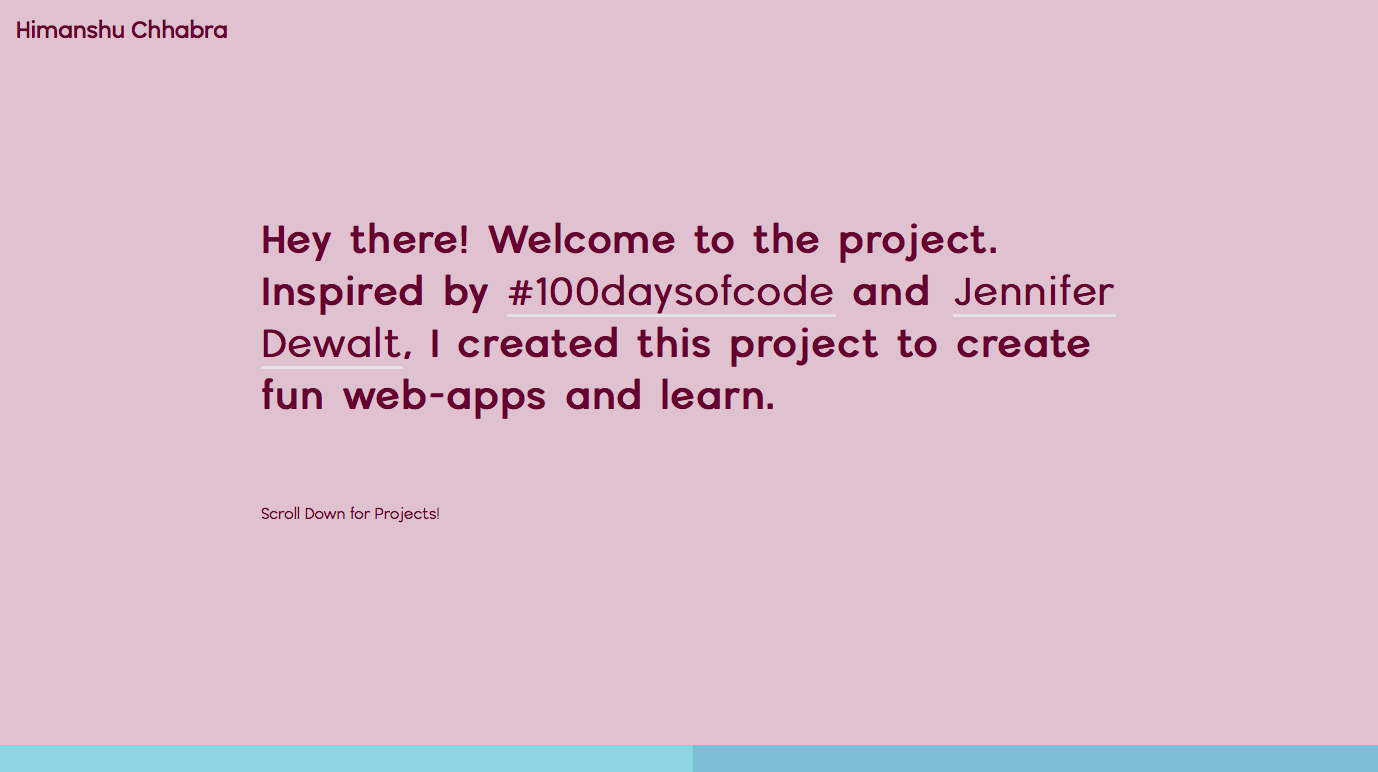 Himanshu Chhabra
Hey there! Welcome to the project.
Inspired by #100daysofcode and Jennifer
Dewalt, I created this project to create
fun web-apps and learn.
Scroll Down for Projects!